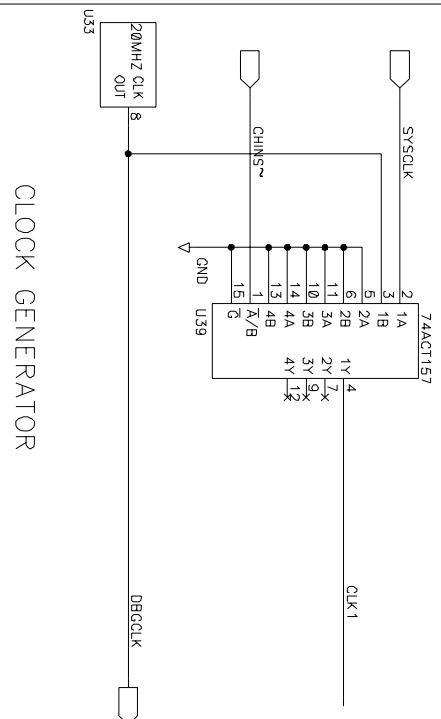 74ACT157
SYSCLK
2 1A
3 1B
5 2A
6 2B 1Y 4
CLK1
11 3A 2Y 7
10 3B 3Y 9
14 4A 4Y 12
13 4B
CHINS~
1 A/B
15 G
GND
U39
20MHZ CLK
OUT 8
DBGCLK
U33
CLOCK GENERATOR